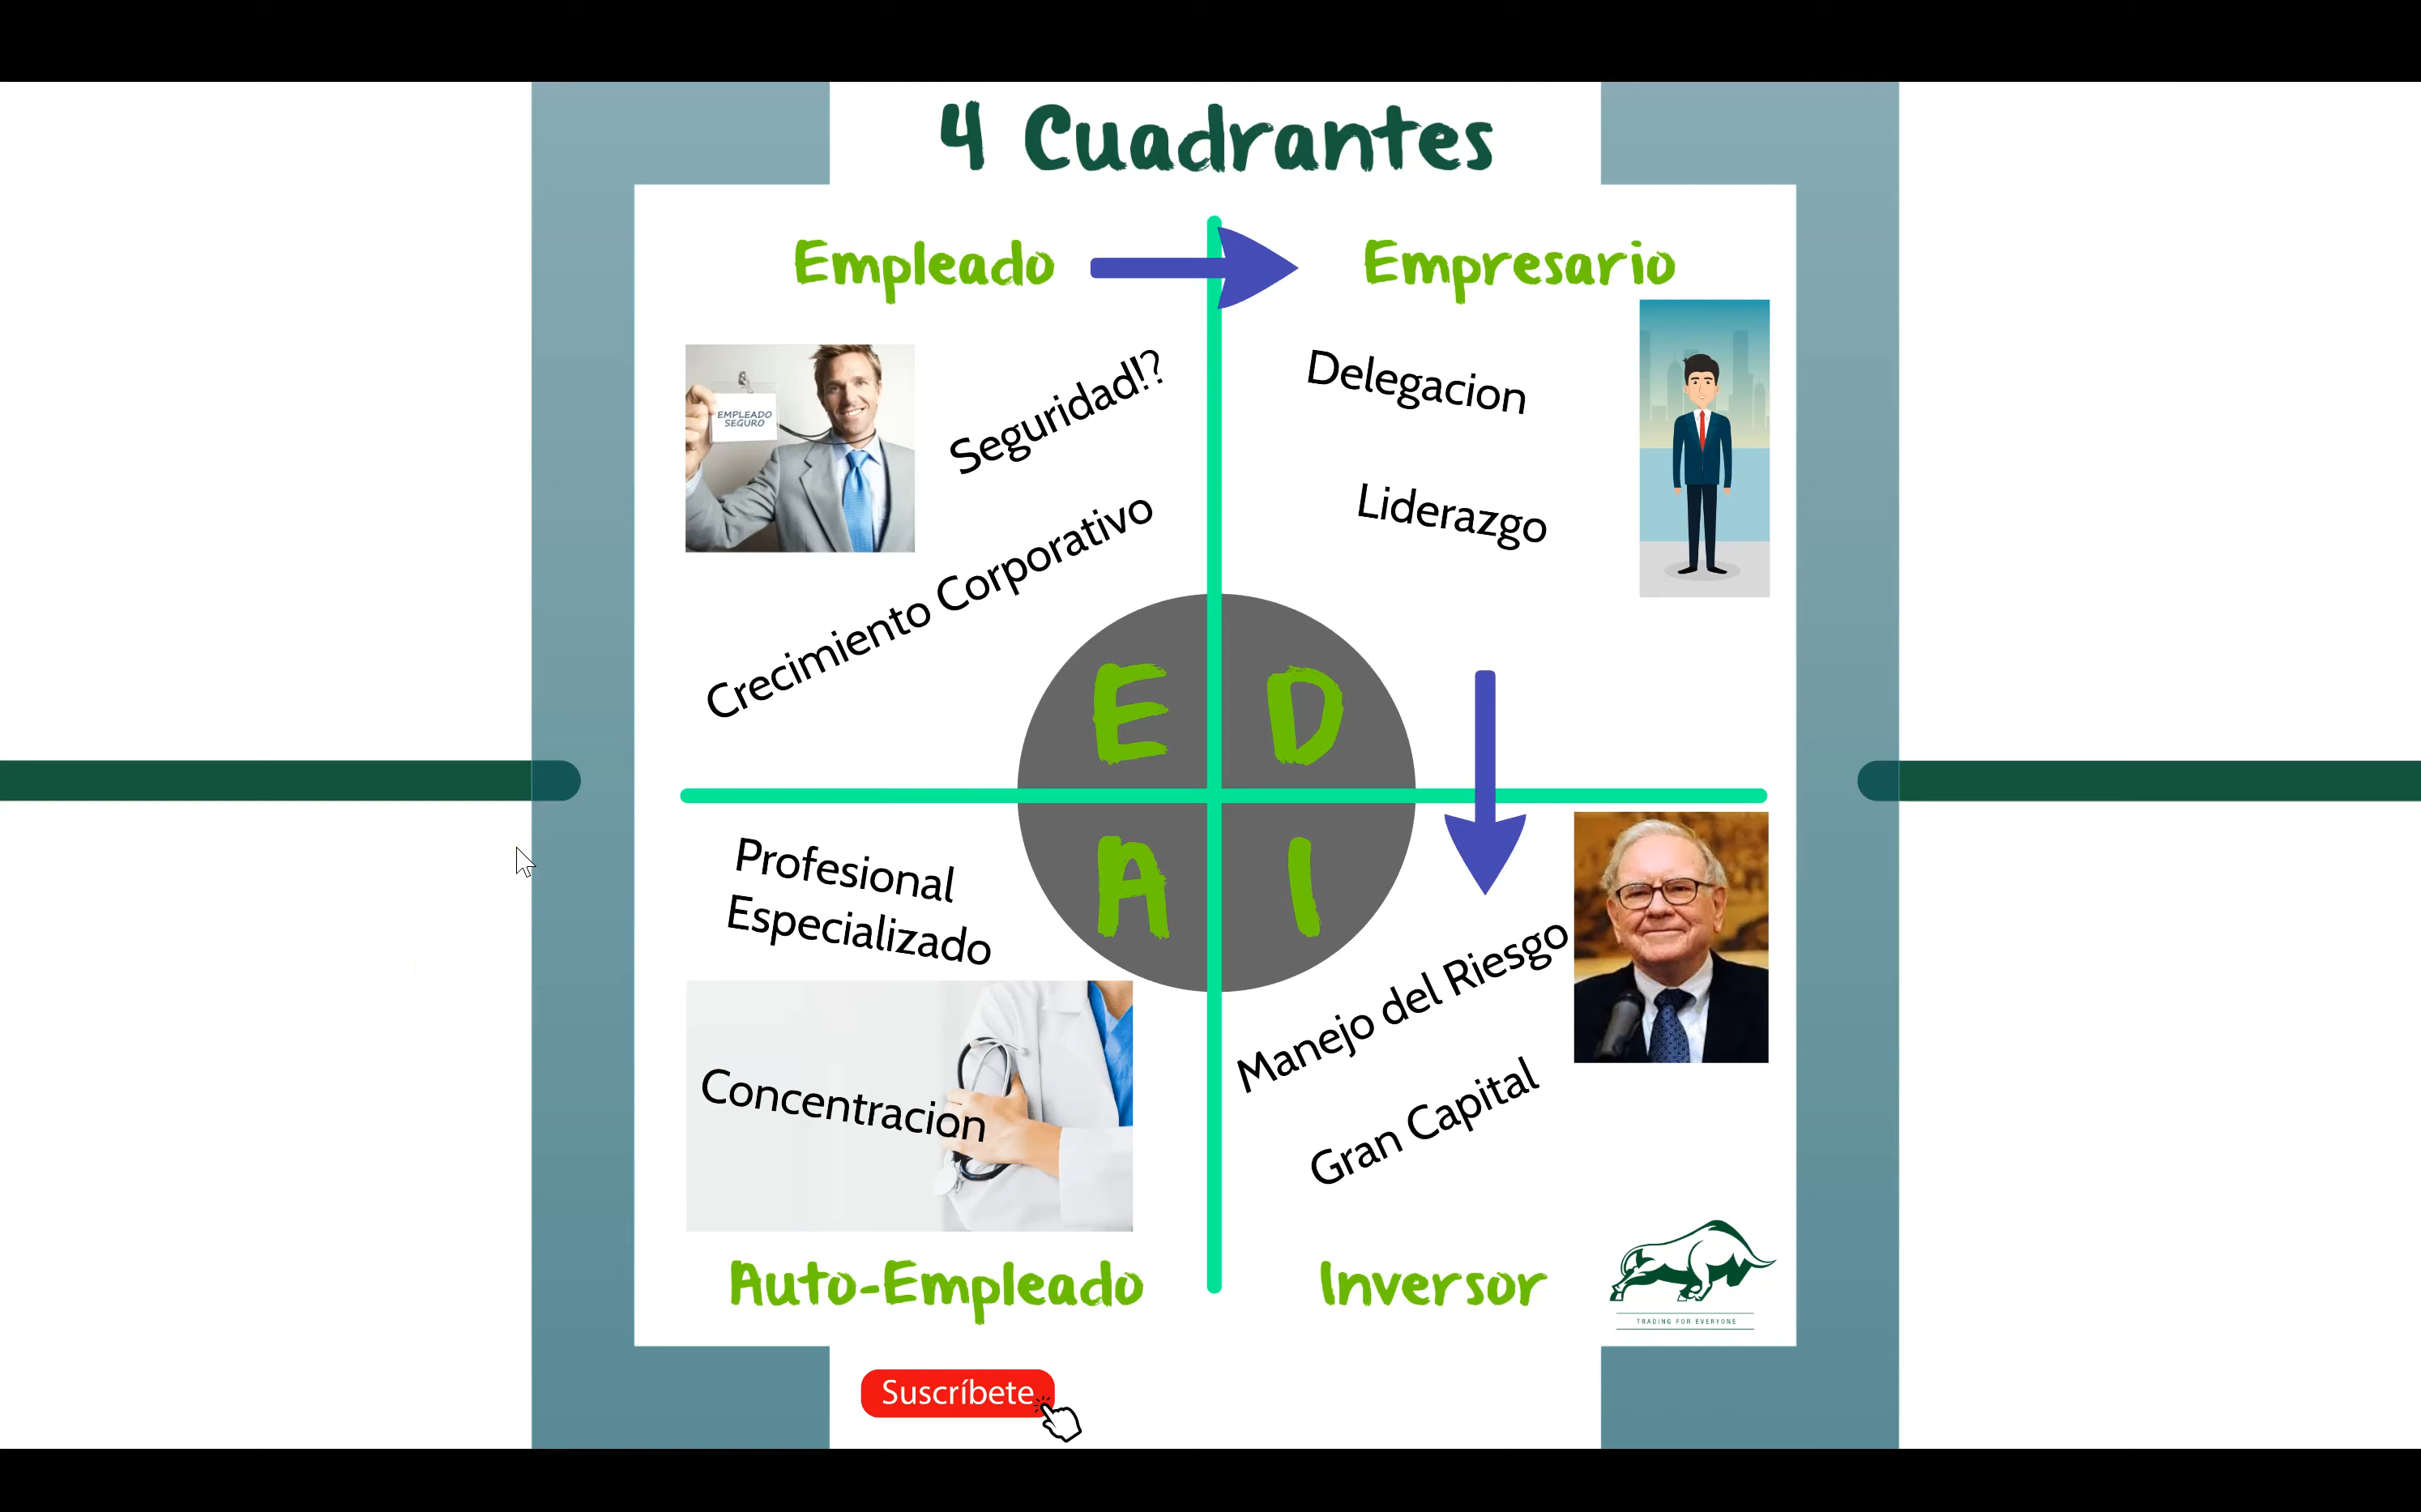 4 Cuadrantes
Empleado
Empresario
EMPLEADO
SEGURO
Seguridad!?
Crecimiento Corporativo
Delegacion
Liderazgo
E D
A I
Profesional
Especializado
Concentracion
Manejo del Riesgo
Gran Capital
Auto-Empleado
Inversor
TRADING FOR EVERYONE
Suscríbete